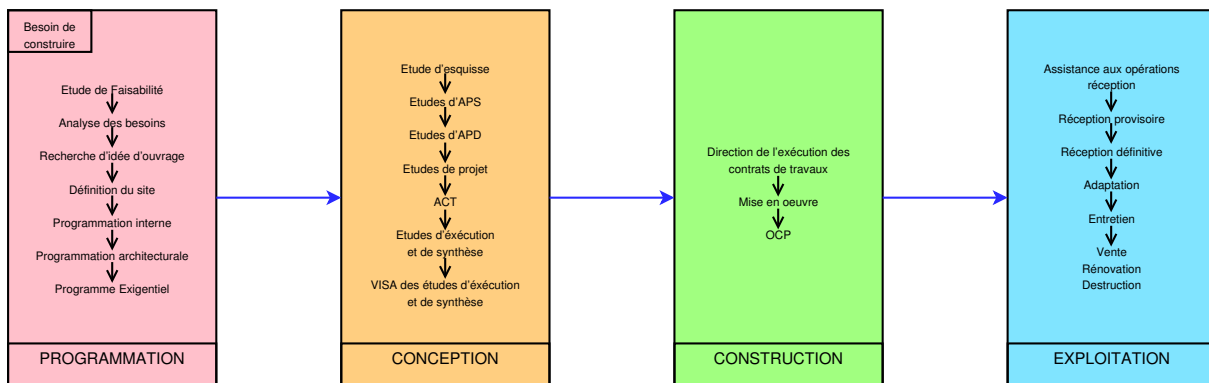 Besoin de
construire
Etude de Faisabilité
Analyse des besoins
Recherche d'idée d'ouvrage
Définition du site
Programmation interne
Programmation architecturale
Programme Exigentiel
PROGRAMMATION
Etude d'esquisse
Etudes d'APS
Etudes d'APD
Etudes de projet
ACT
Etudes d'éxécution
et de synthèse
VISA des études d'éxécution
et de synthèse
CONCEPTION
Direction de l'exécution des
contrats de travaux
Mise en oeuvre
OCP
CONSTRUCTION
Assistance aux opérations
réception
Réception provisoire
Réception définitive
Adaptation
Entretien
Vente
Rénovation
Destruction
EXPLOITATION